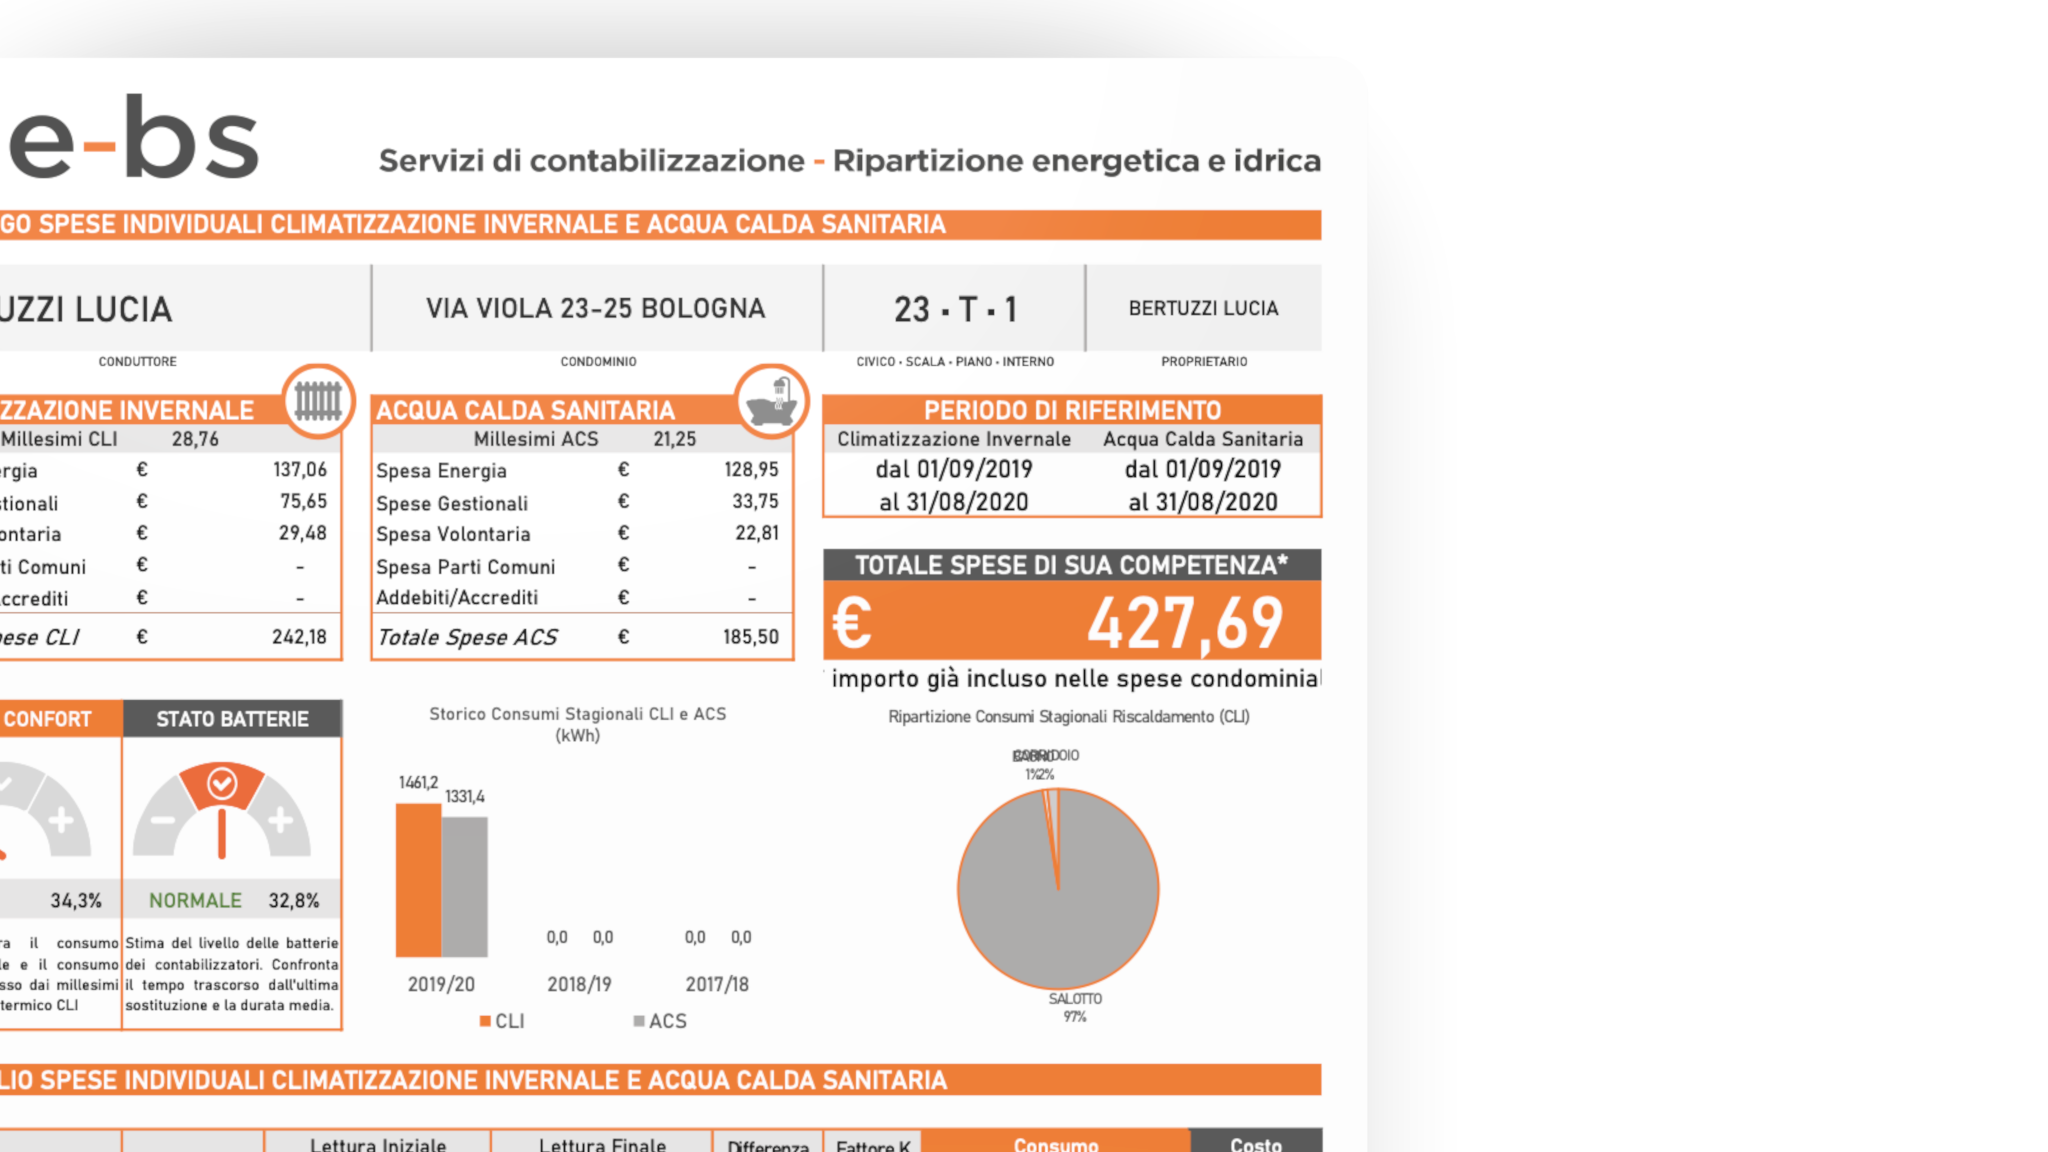 e-bs
Servizi di contabilizzazione - Ripartizione energetica e idrica
GO SPESE INDIVIDUALI CLIMATIZZAZIONE INVERNALE E ACQUA CALDA SANITARIA
UZZI LUCIA
VIA VIOLA 23-25 BOLOGNA
23 · T · 1
BERTUZZI LUCIA
CONDUTTORE
CONDOMINIO
CIVICO · SCALA · PIANO · INTERNO
PROPRIETARIO
ZZAZIONE INVERNALE
Millesimi CLI 28,76
ergia € 137,06
stionali € 75,65
ontaria € 29,48
ti Comuni € -
ccrediti € -
ese CLI € 242,18
ACQUA CALDA SANITARIA
Millesimi ACS 21,25
Spesa Energia € 128,95
Spese Gestionali € 33,75
Spesa Volontaria € 22,81
Spesa Parti Comuni € -
Addebiti/Accrediti € -
Totale Spese ACS € 185,50
PERIODO DI RIFERIMENTO
Climatizzazione Invernale Acqua Calda Sanitaria
dal 01/09/2019 dal 01/09/2019
al 31/08/2020 al 31/08/2020
TOTALE SPESE DI SUA COMPETENZA*
€ 427,69
importo già incluso nelle spese condominial
CONFORT
34,3%
ra il consumo
le e il consumo
sso dai millesimi
termico CLI
STATO BATTERIE
NORMALE 32,8%
Stima del livello delle batterie
dei contabilizzatori. Confronta
il tempo trascorso dall'ultima
sostituzione e la durata media.
Storico Consumi Stagionali CLI e ACS
(kWh)
1461,2
1331,4
0,0 0,0 0,0 0,0
2019/20 2018/19 2017/18
CLI ACS
Ripartizione Consumi Stagionali Riscaldamento (CLI)
CORRIDOIO
1% 2%
SALOTTO
97%
LIO SPESE INDIVIDUALI CLIMATIZZAZIONE INVERNALE E ACQUA CALDA SANITARIA
Lettura Iniziale Lettura Finale Differenza Fattore K Consumo Costo